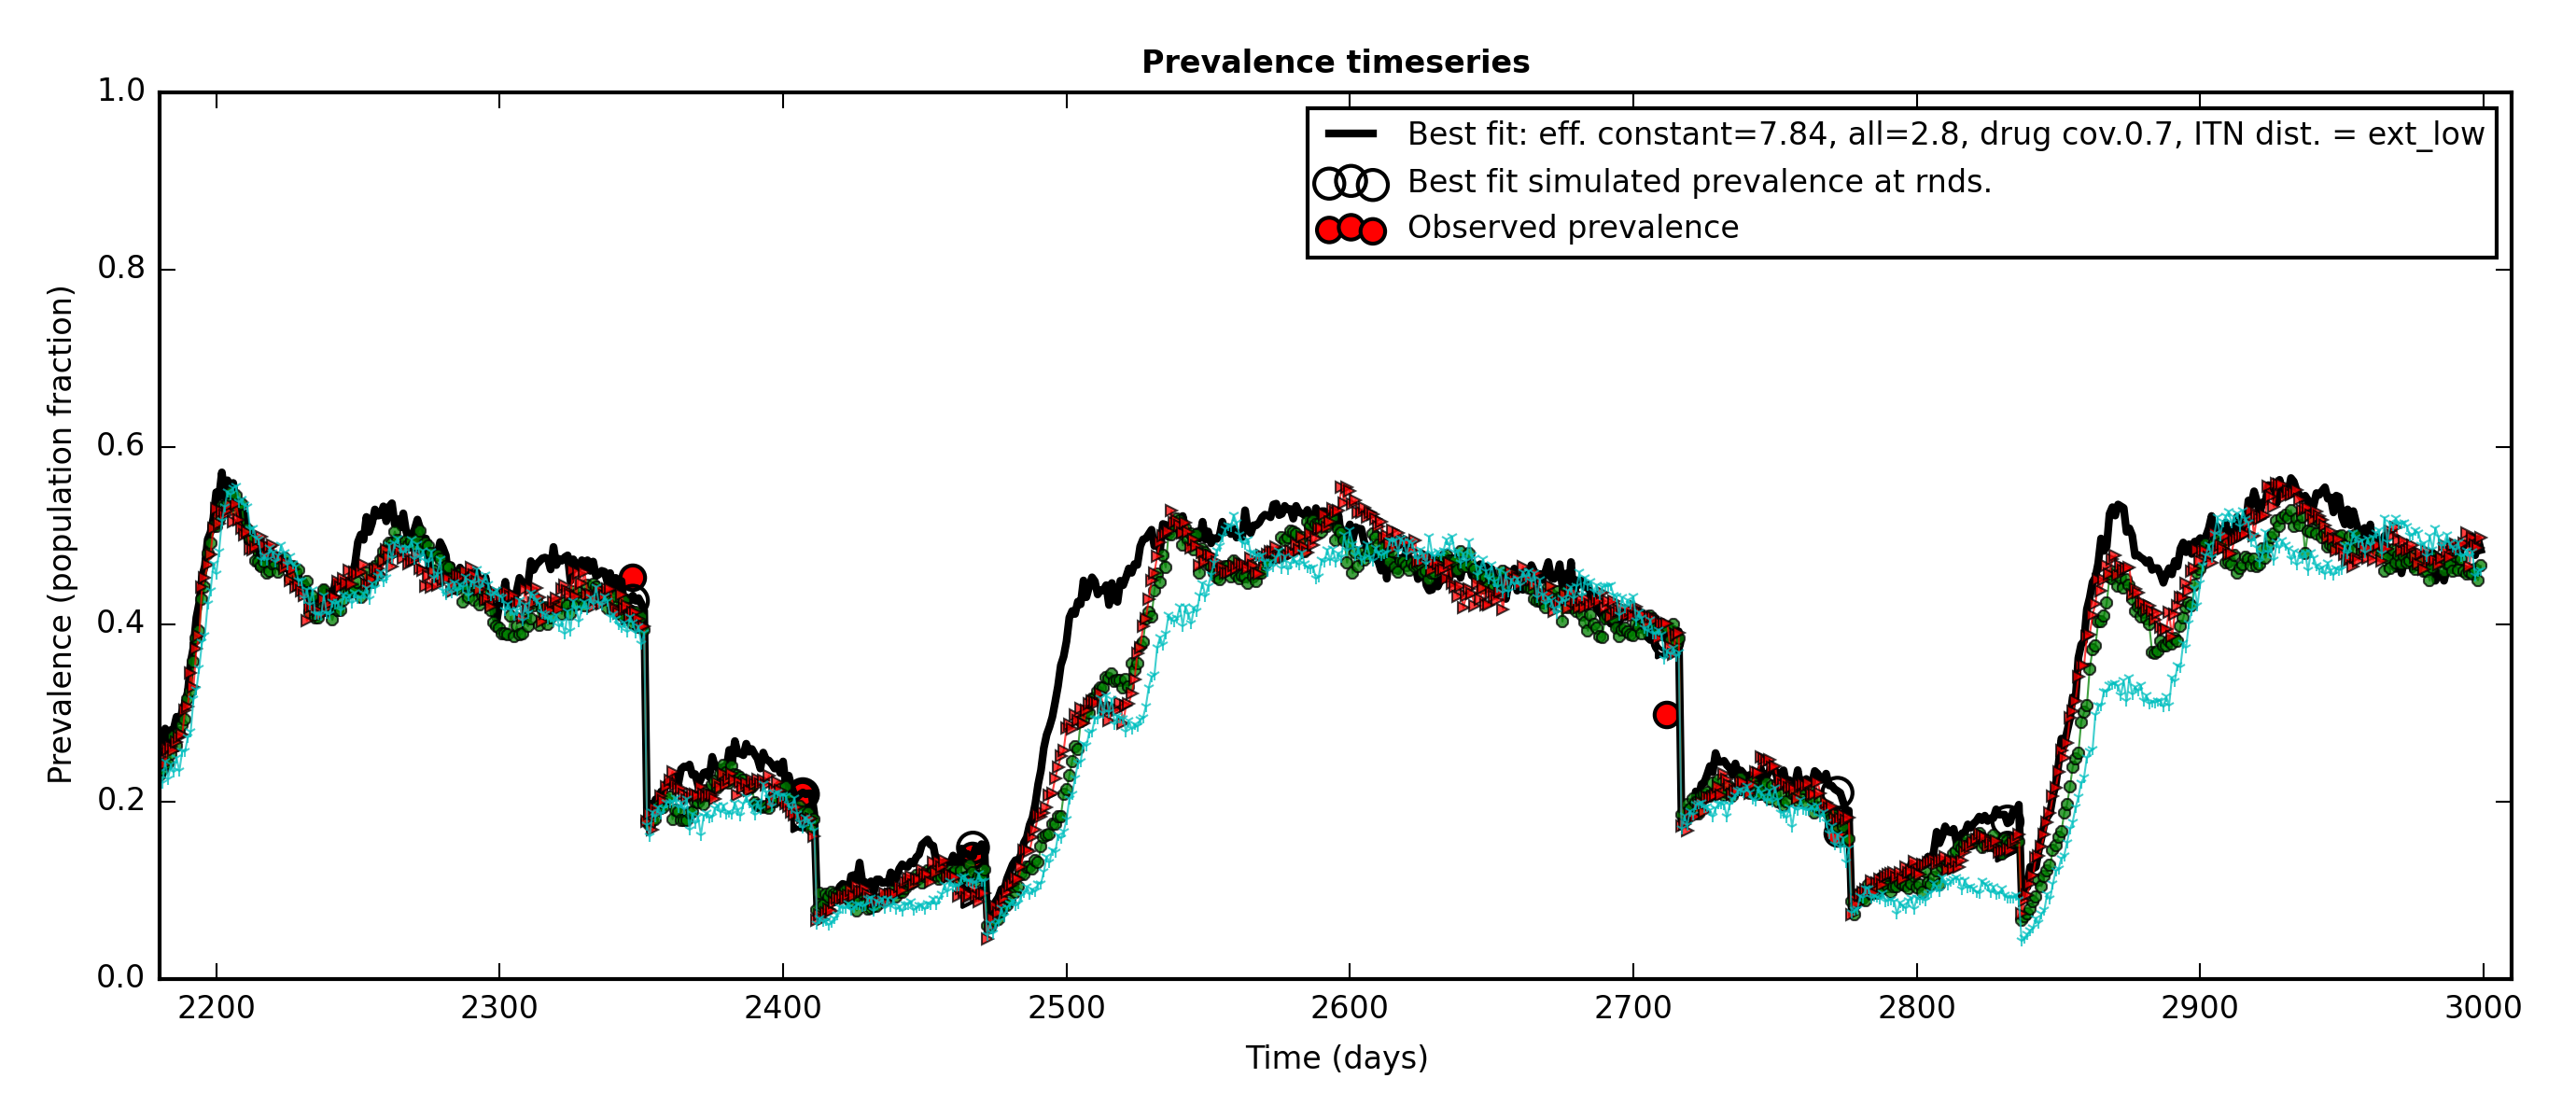 Prevalence timeseries
1.0
0.8
0.6
0.4
0.2
0.0
Prevalence (population fraction)
Best fit: eff. constant=7.84, all=2.8, drug cov.0.7, ITN dist. = ext_low
Best fit simulated prevalence at rnds.
Observed prevalence
2200 2300 2400 2500 2600 2700 2800 2900 3000
Time (days)